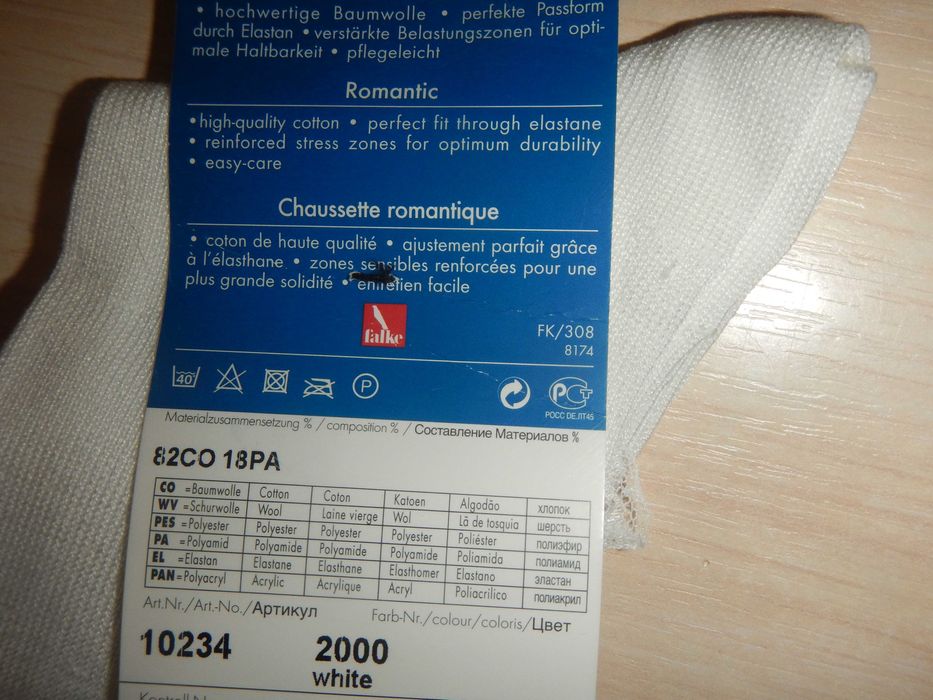 • hochwertige Baumwolle • perfekte Passform
durch Elastan • verstärkte Belastungszonen für opti-
male Haltbarkeit • pflegeleicht
Romantic
• high-quality cotton • perfect fit through elastane
• reinforced stress zones for optimum durability
• easy-care
Chaussette romantique
• coton de haute qualité • ajustement parfait grâce
à l'élasthane • zones sensibles renforcées pour une
plus grande solidité • entretien facile
falke
FK/308
8174
40 P PCT
РОСС DE.ЛТ45
Materialzusammensetzung % / composition % / Составление Материалов %
82CO 18PA
CO =Baumwolle Cotton Coton Katoen Algodão хлопок
WV =Schurwolle Wool Laine vierge Wol Lã de tosquia шерсть
PES =Polyester Polyester Polyester Polyester Poliéster полиэфир
PA =Polyamid Polyamide Polyamide Polyamide Poliamida полиамид
EL =Elastan Elastane Elasthane Elasthomer Elastano эластан
PAN =Polyacryl Acrylic Acrylique Acryl Poliacrilico полиакрил
Art.Nr./Art.-No./Артикул Farb-Nr./colour/coloris/Цвет
10234 2000
white